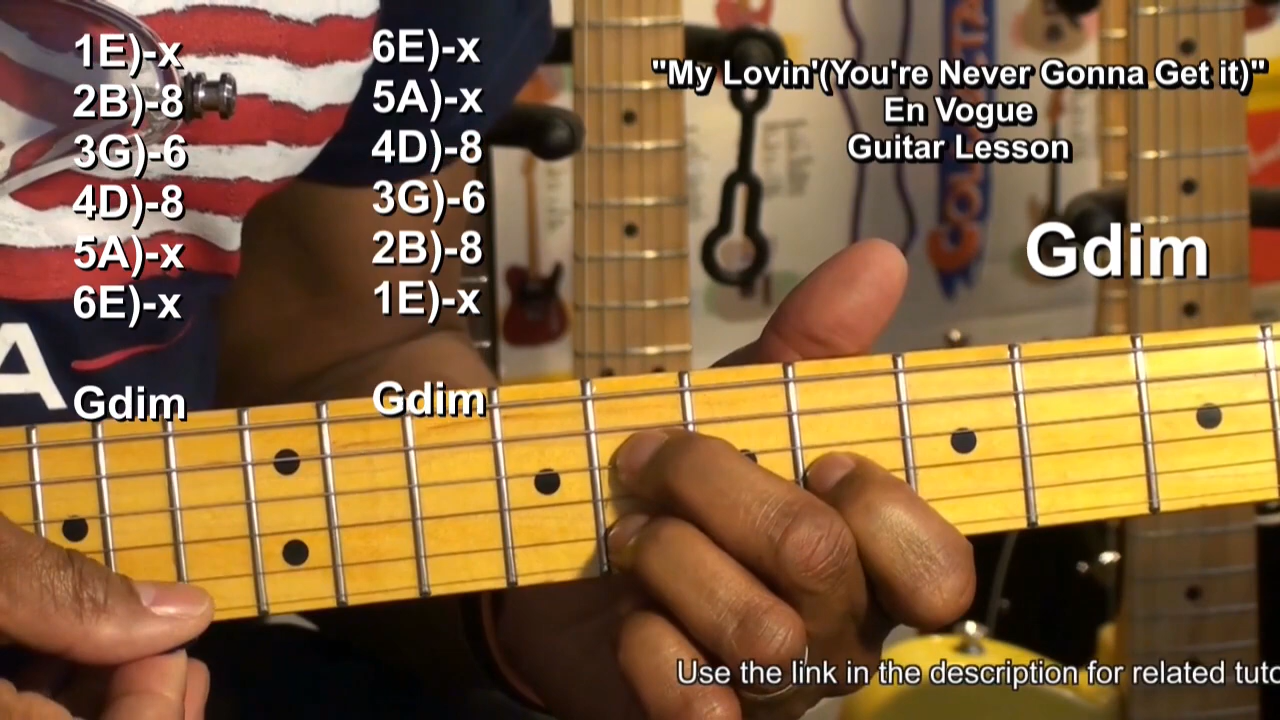 1E)-x
2B)-8
3G)-6
4D)-8
5A)-x
6E)-x
Gdim
6E)-x
5A)-x
4D)-8
3G)-6
2B)-8
1E)-x
Gdim
"My Lovin'(You're Never Gonna Get it)"
En Vogue
Guitar Lesson
Gdim
A
Use the link in the description for related